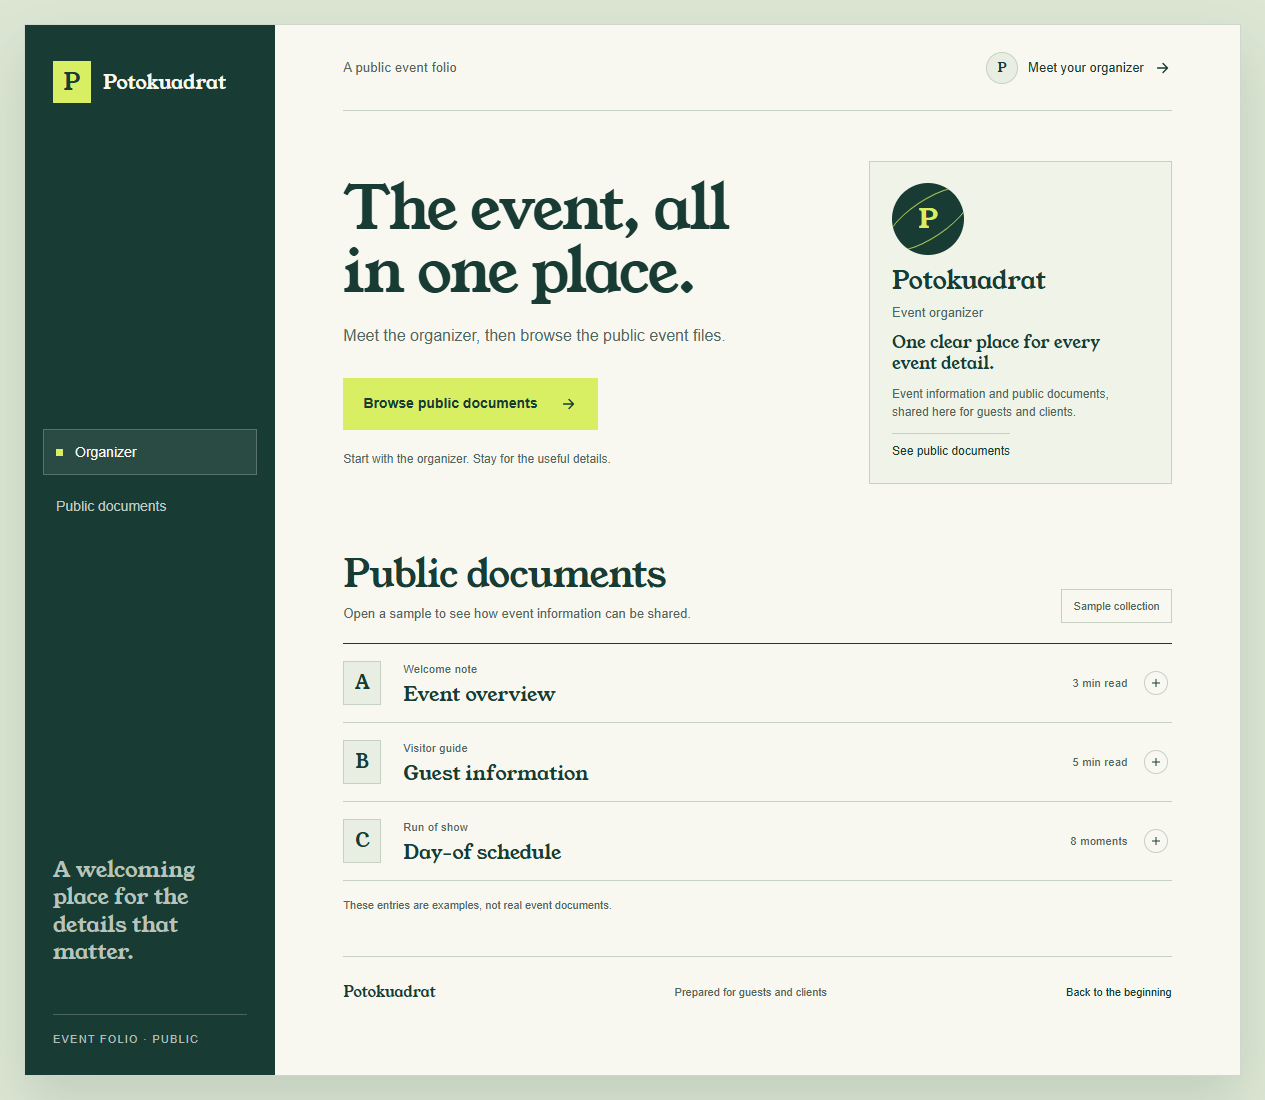 P Potokuadrat
Organizer
Public documents
A welcoming
place for the
details that
matter.
EVENT FOLIO · PUBLIC
A public event folio
P Meet your organizer →
The event, all
in one place.
Meet the organizer, then browse the public event files.
Browse public documents →
Start with the organizer. Stay for the useful details.
P
Potokuadrat
Event organizer
One clear place for every
event detail.
Event information and public documents,
shared here for guests and clients.
See public documents
Public documents
Open a sample to see how event information can be shared.
Sample collection
A
Welcome note
Event overview
3 min read +
B
Visitor guide
Guest information
5 min read +
C
Run of show
Day-of schedule
8 moments +
These entries are examples, not real event documents.
Potokuadrat
Prepared for guests and clients
Back to the beginning